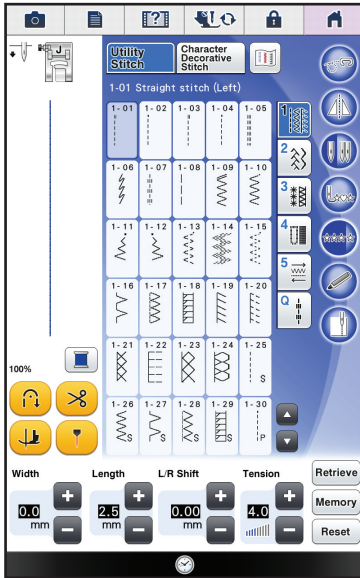 J
Utility
Stitch
Character
Decorative
Stitch
1-01 Straight stitch (Left)
1-01 1-02 1-03 1-04 1-05
1
1-06 1-07 1-08 1-09 1-10
2
3
1-11 1-12 1-13 1-14 1-15
4
1-16 1-17 1-18 1-19 1-20
5
Q
1-21 1-22 1-23 1-24 1-25
S
100%
1-26 1-27 1-28 1-29 1-30
S S S S P
Width Length L/R Shift Tension
Retrieve
0.0 mm 2.5 mm 0.00 mm 4.0
Memory
Reset